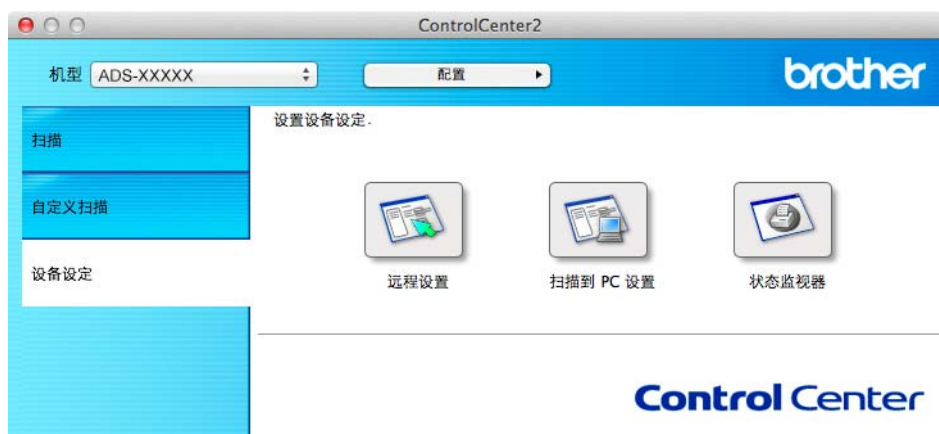 ControlCenter2
机型 ADS-XXXXX 配置
brother
扫描
自定义扫描
设备设定
设置设备设定.
远程设置 扫描到 PC 设置 状态监视器
Control Center